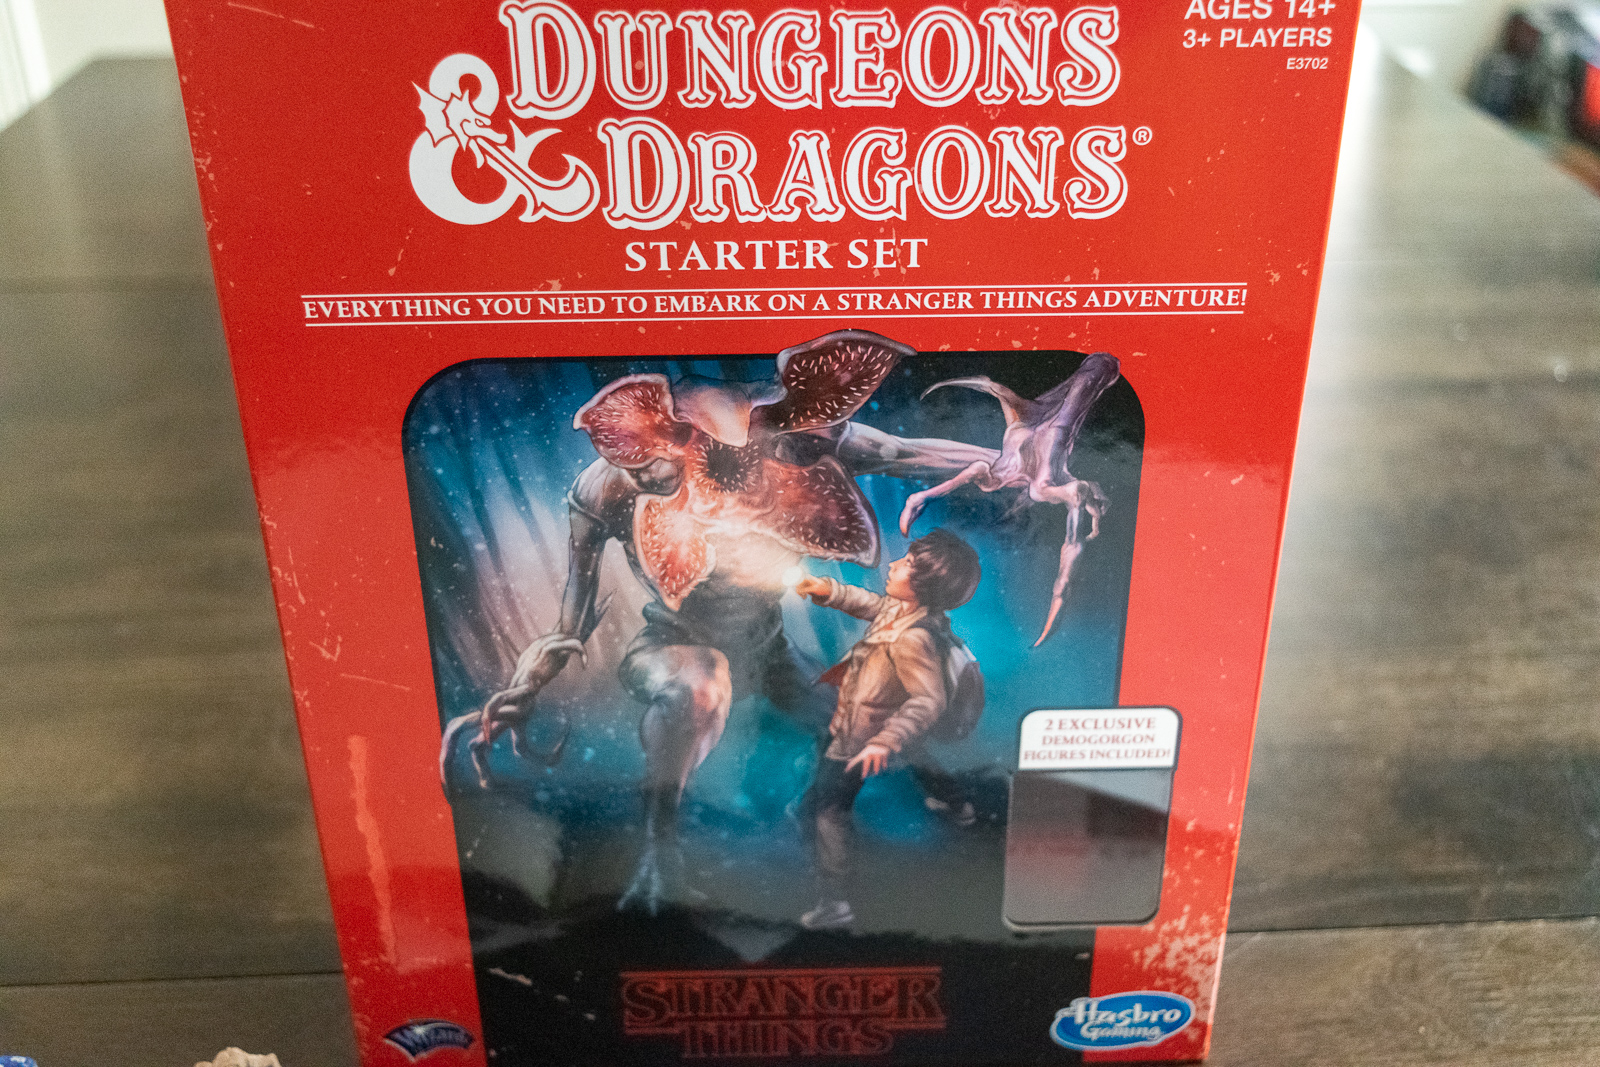 DUNGEONS
& DRAGONS®
STARTER SET
EVERYTHING YOU NEED TO EMBARK ON A STRANGER THINGS ADVENTURE!
AGES 14+
3+ PLAYERS
E3702
2 EXCLUSIVE
DEMOGORGON
FIGURES INCLUDED!
STRANGER
THINGS
Wizards
Hasbro
Gaming